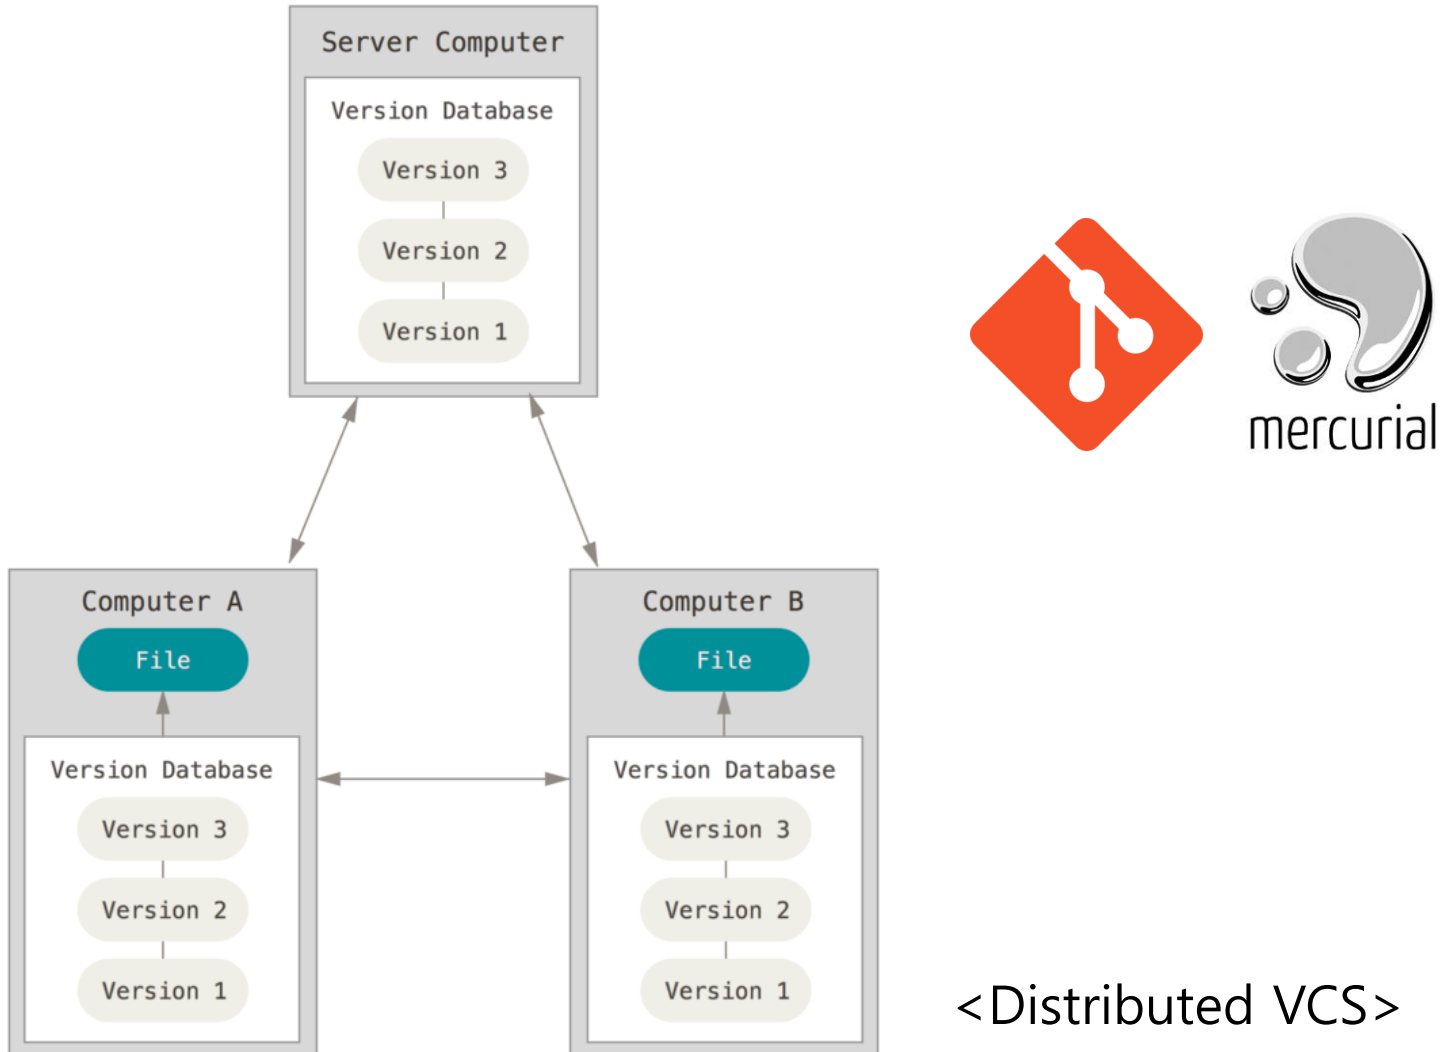 Server Computer
Version Database
Version 3
Version 2
Version 1
mercurial
Computer A
File
Version Database
Version 3
Version 2
Version 1
Computer B
File
Version Database
Version 3
Version 2
Version 1
<Distributed VCS>